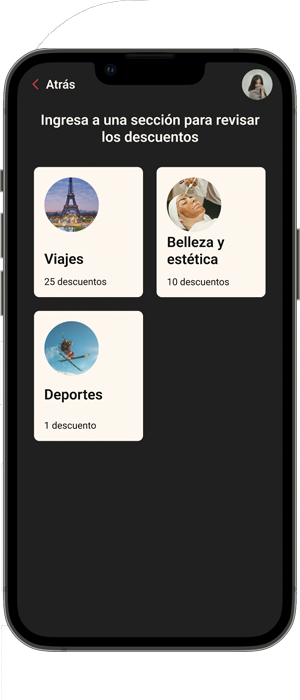 Atrás
Ingresa a una sección para revisar
los descuentos
Viajes
25 descuentos
Belleza y
estética
10 descuentos
Deportes
1 descuento